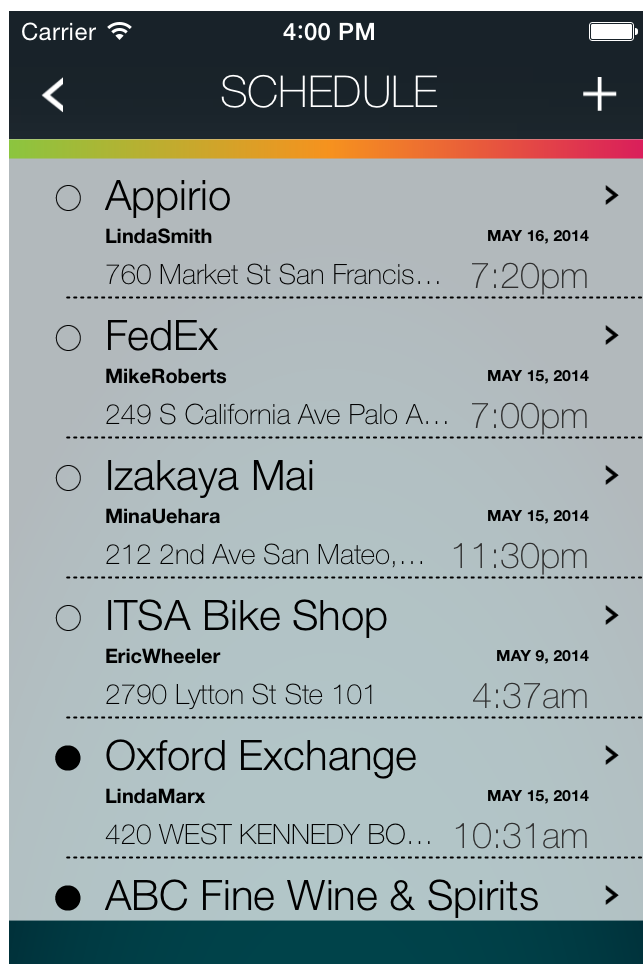 Carrier 4:00 PM
SCHEDULE
Appirio
LindaSmith MAY 16, 2014
760 Market St San Francis... 7:20pm
FedEx
MikeRoberts MAY 15, 2014
249 S California Ave Palo A... 7:00pm
Izakaya Mai
MinaUehara MAY 15, 2014
212 2nd Ave San Mateo,... 11:30pm
ITSA Bike Shop
EricWheeler MAY 9, 2014
2790 Lytton St Ste 101 4:37am
Oxford Exchange
LindaMarx MAY 15, 2014
420 WEST KENNEDY BO... 10:31am
ABC Fine Wine & Spirits